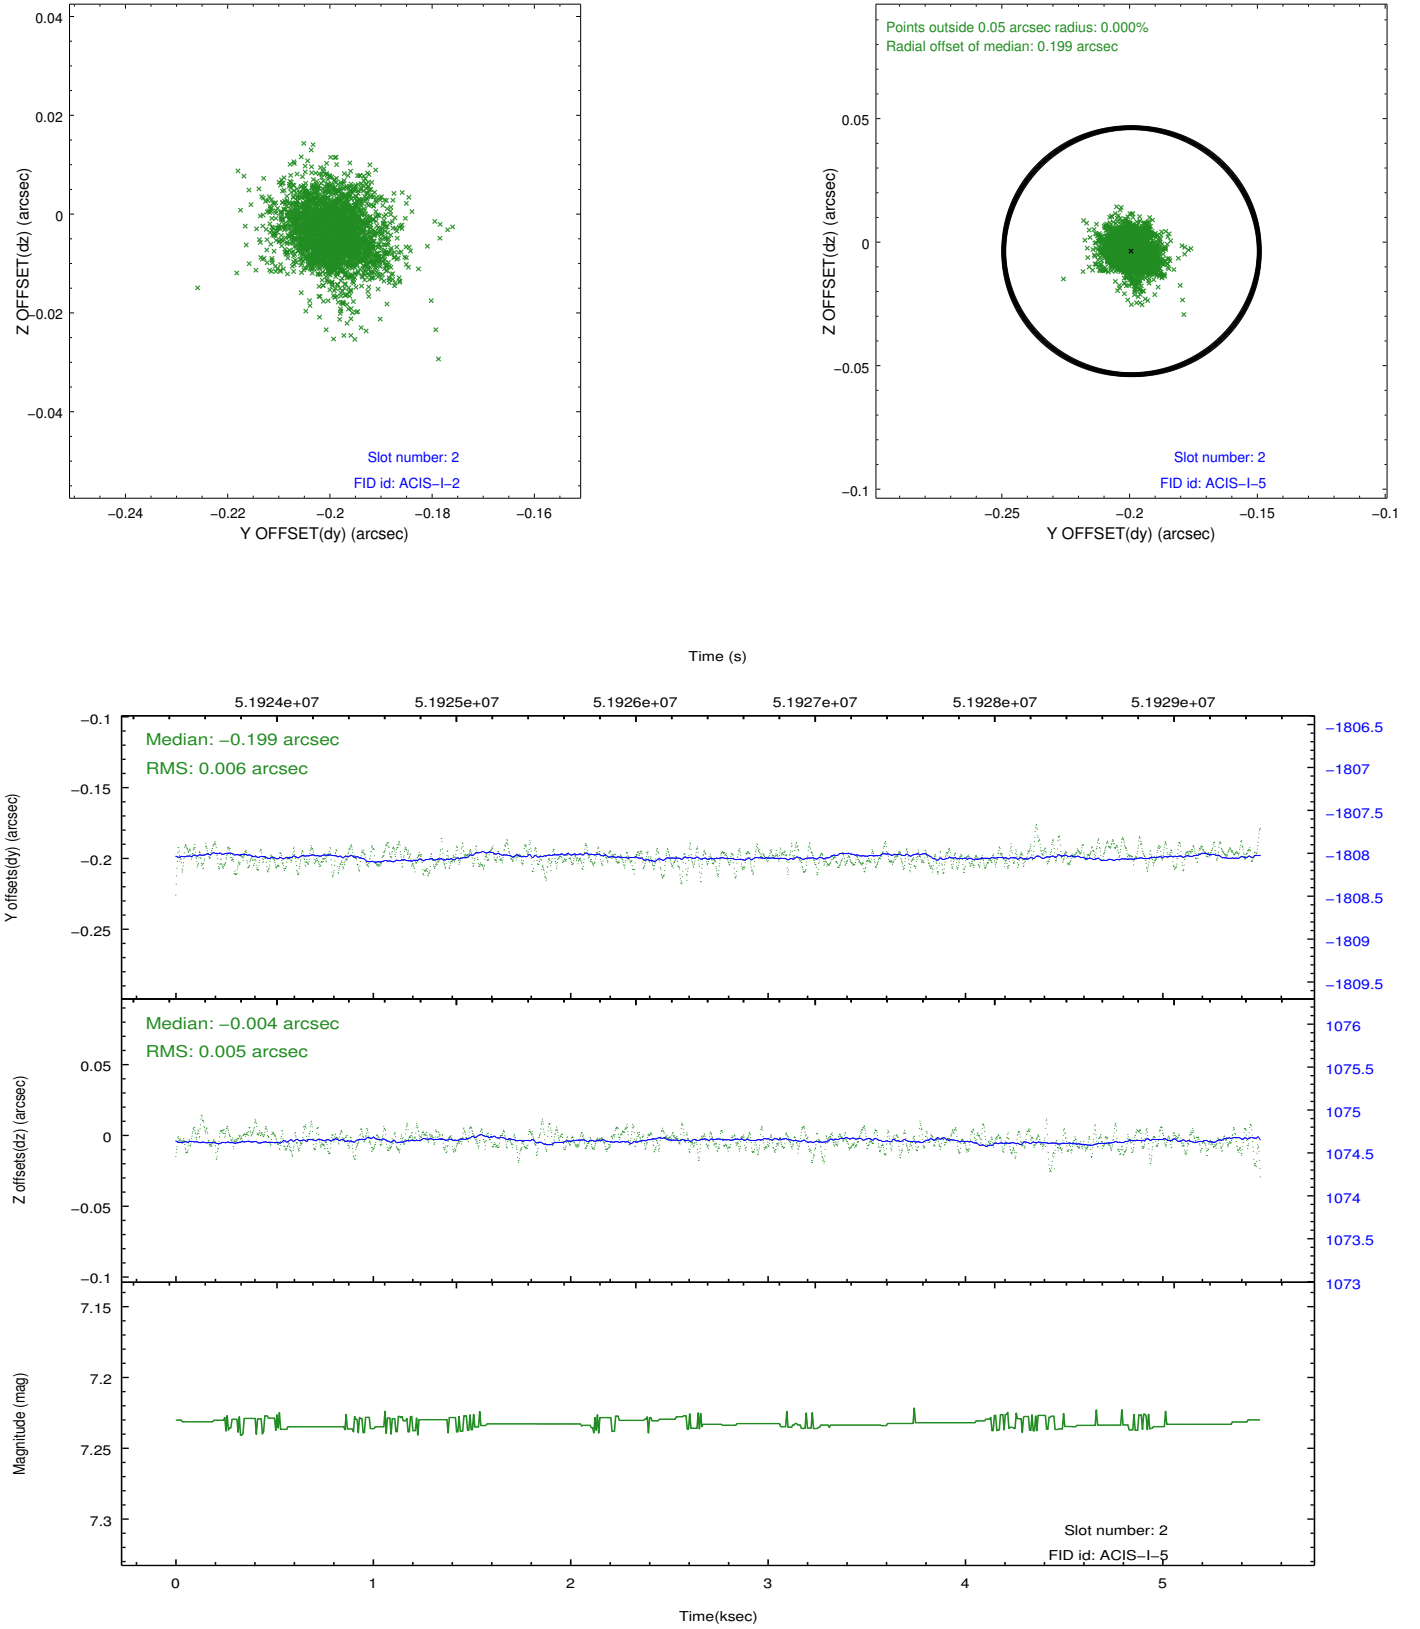 0.04
0.02
0
−0.02
−0.04
Z OFFSET(dz) (arcsec)
Slot number: 2
FID id: ACIS−I−2
−0.24
−0.22
−0.2
−0.18
−0.16
Y OFFSET(dy) (arcsec)
Points outside 0.05 arcsec radius: 0.000%
Radial offset of median: 0.199 arcsec
0.05
0
−0.05
−0.1
Z OFFSET(dz) (arcsec)
Slot number: 2
FID id: ACIS−I−5
−0.25
−0.2
−0.15
−0.1
Y OFFSET(dy) (arcsec)
Time (s)
5.1924e+07
5.1925e+07
5.1926e+07
5.1927e+07
5.1928e+07
5.1929e+07
Median: −0.199 arcsec
RMS: 0.006 arcsec
−0.1
−0.15
−0.2
−0.25
Y offsets(dy) (arcsec)
−1806.5
−1807
−1807.5
−1808
−1808.5
−1809
−1809.5
Median: −0.004 arcsec
RMS: 0.005 arcsec
0.05
0
−0.05
−0.1
Z offsets(dz) (arcsec)
1076
1075.5
1075
1074.5
1074
1073.5
1073
7.15
7.2
7.25
7.3
Magnitude (mag)
Slot number: 2
FID id: ACIS−I−5
0
1
2
3
4
5
Time(ksec)